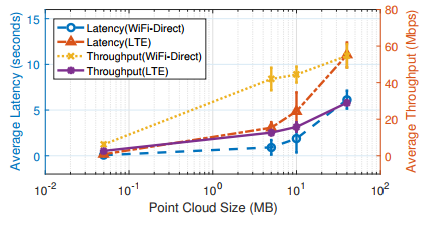 15
10
5
0
Average Latency (seconds)
Latency(WiFi-Direct)
Latency(LTE)
Throughput(WiFi-Direct)
Throughput(LTE)
80
60
40
20
0
Average Throughput (Mbps)
10^-2
10^-1
10^0
10^1
10^2
Point Cloud Size (MB)